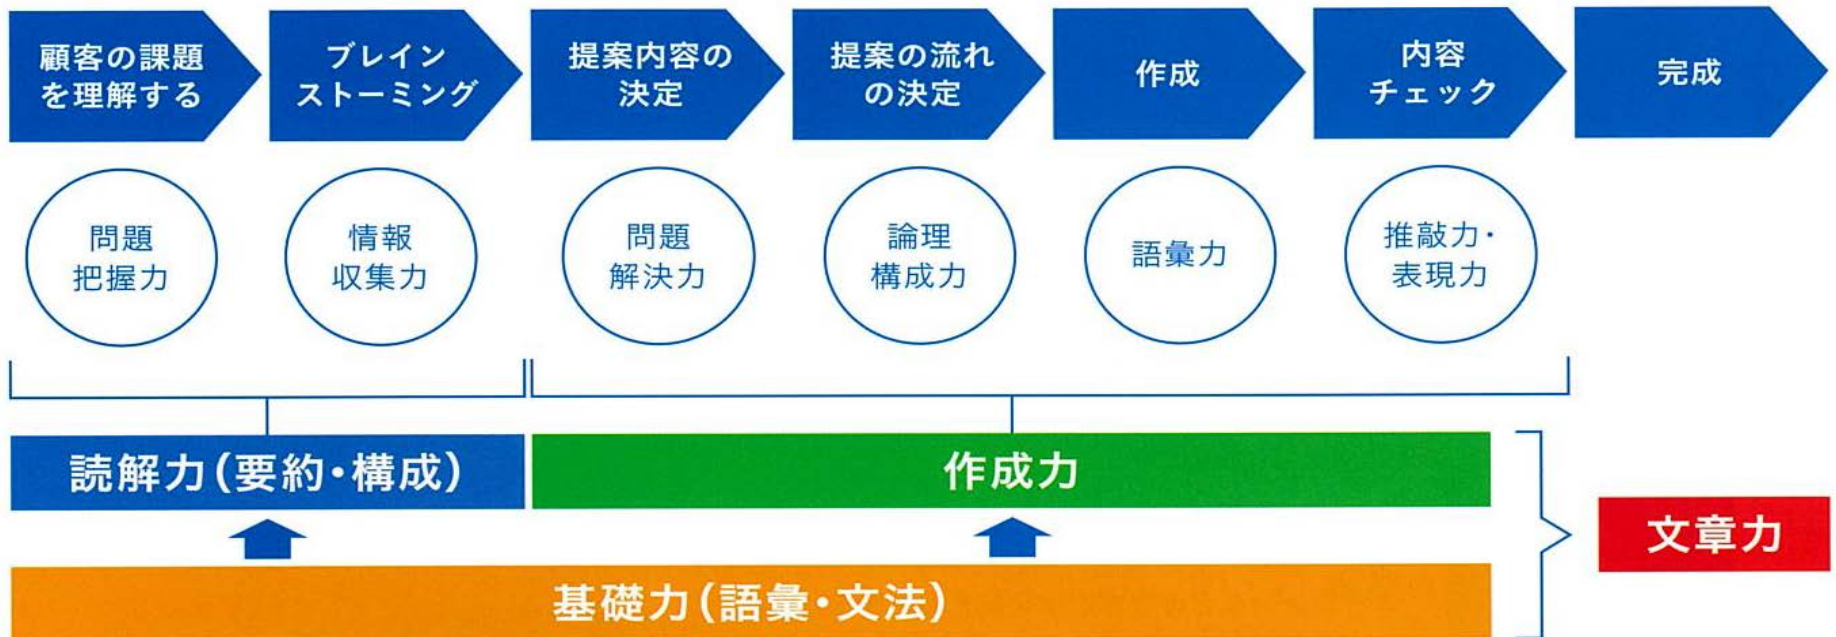 顧客の課題
を理解する
ブレイン
ストーミング
提案内容の
決定
提案の流れ
の決定
作成
内容
チェック
完成
問題
把握力
情報
収集力
問題
解決力
論理
構成力
語彙力
推敲力・
表現力
読解力(要約・構成)
作成力
基礎力(語彙・文法)
文章力